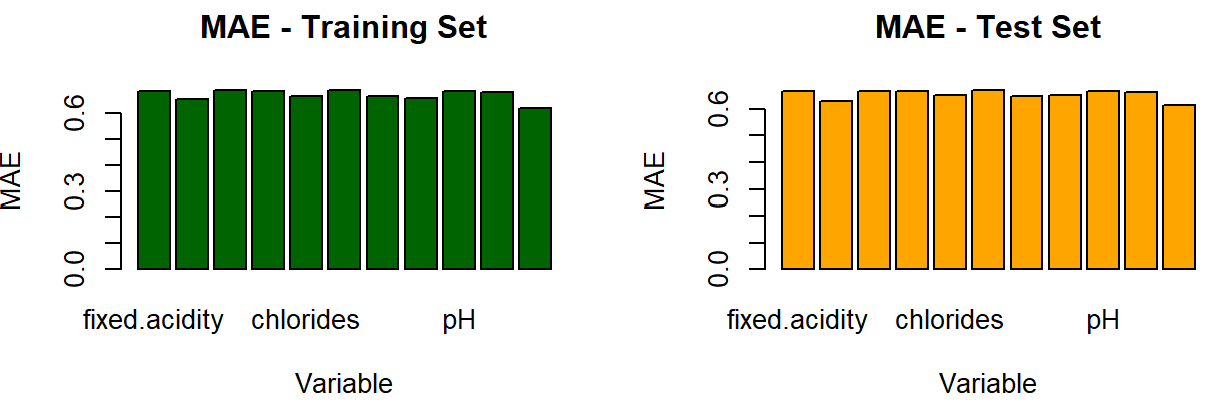 MAE - Training Set
MAE
0.6
0.3
0.0
fixed.acidity chlorides pH
Variable
MAE - Test Set
MAE
0.6
0.3
0.0
fixed.acidity chlorides pH
Variable